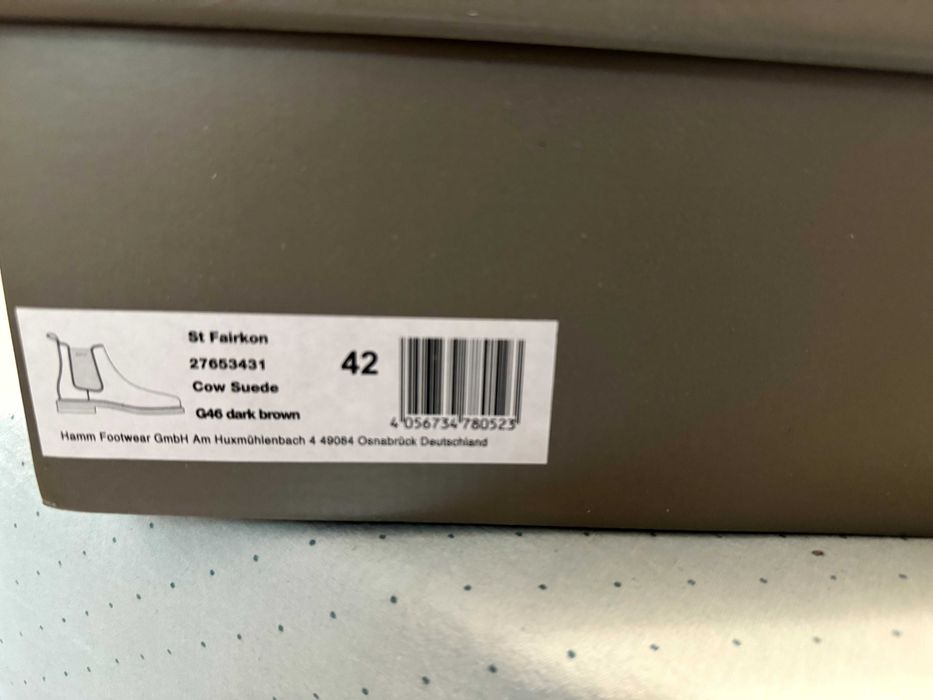 St Fairkon
27653431
Cow Suede
G46 dark brown
42
4 056734 780523
Hamm Footwear GmbH Am Huxmühlenbach 4 49084 Osnabrück Deutschland